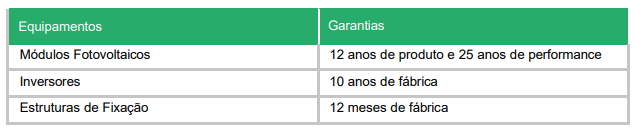 Equipamentos Garantias
Módulos Fotovoltaicos 12 anos de produto e 25 anos de performance
Inversores 10 anos de fábrica
Estruturas de Fixação 12 meses de fábrica